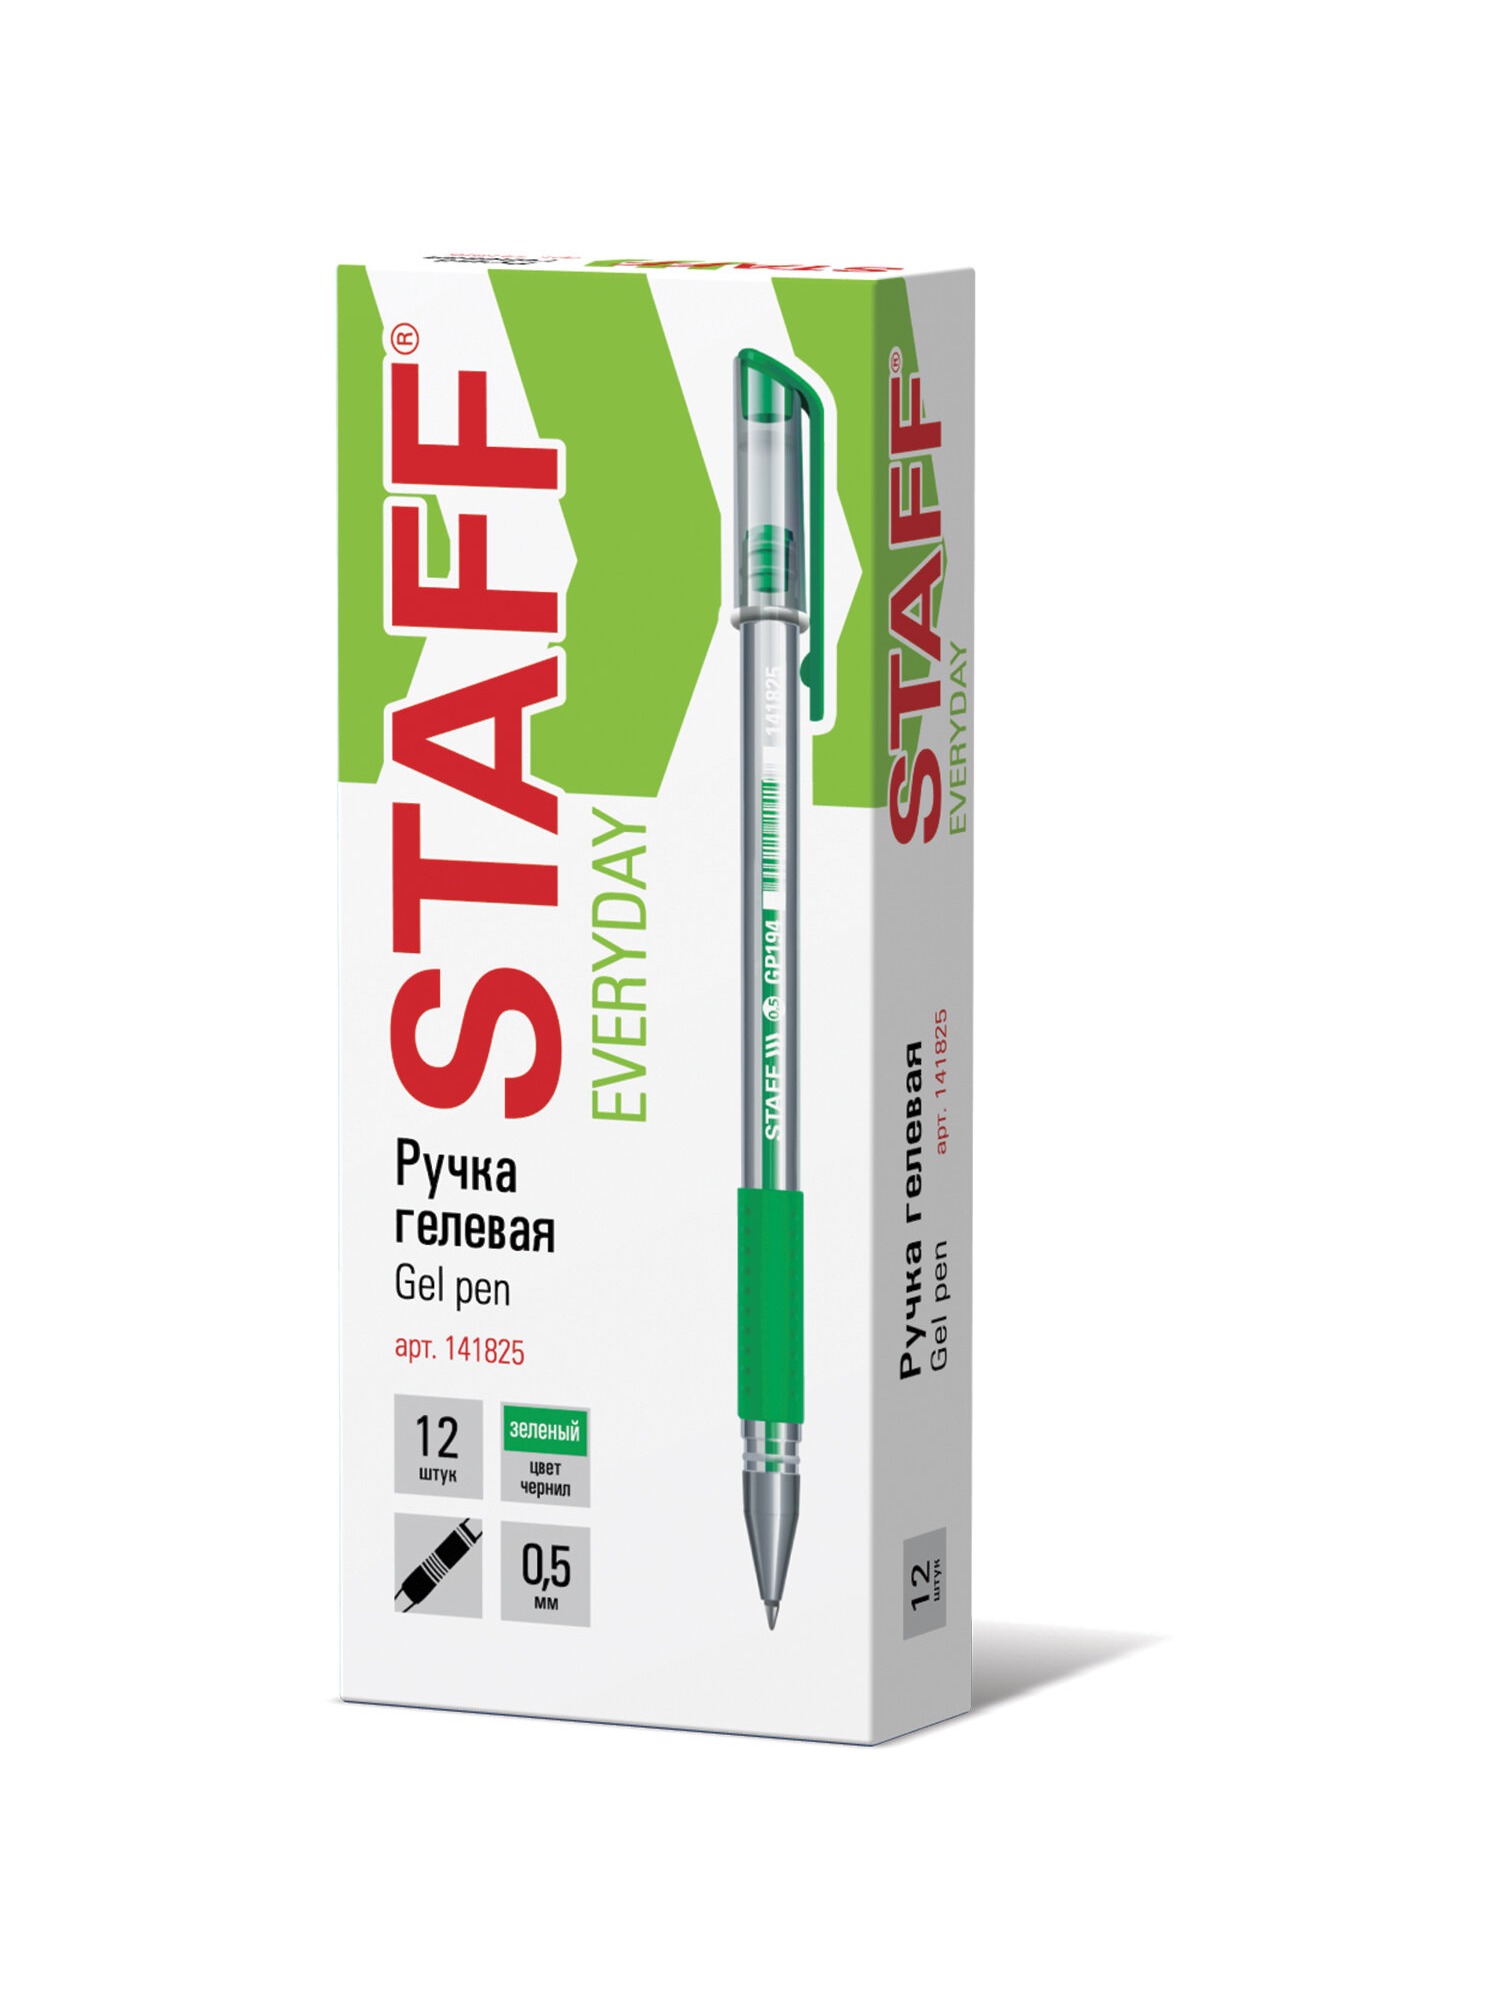 STAFF®
EVERYDAY
Ручка
гелевая
Gel pen
арт. 141825
12
штук
зеленый
цвет
чернил
0,5
мм
141825
STAFF 0,5 GP194
STAFF®
EVERYDAY
Ручка гелевая
Gel pen
арт. 141825
12
штук
STAFF